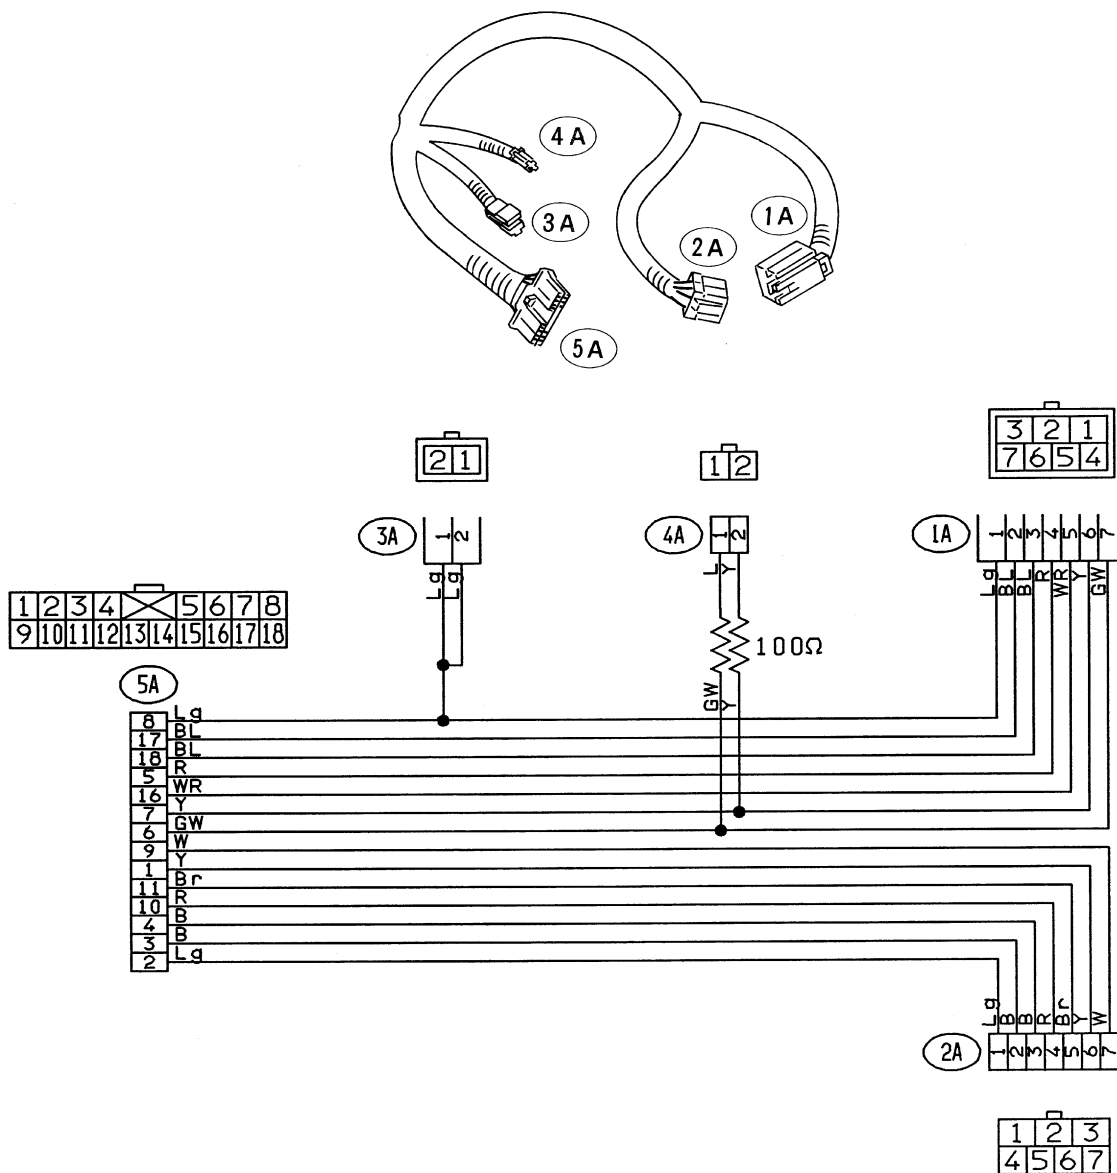 4A
3A
1A
2A
5A
3 2 1
7 6 5 4
2 1
1 2
3A
1 2
4A
1 2
1A
1 2 3 4 5 6 7
Lg Lg
L Y
Lg BL BL R WR Y GW
1 2 3 4 5 6 7 8
9 10 11 12 13 14 15 16 17 18
100Ω
5A
GW Y
8 Lg
17 BL
18 BL
5 R
16 WR
7 Y
6 GW
9 W
1 Y
11 Br
10 R
4 B
3 B
2 Lg
Lg B B R Br Y W
2A
1 2 3 4 5 6 7
1 2 3
4 5 6 7